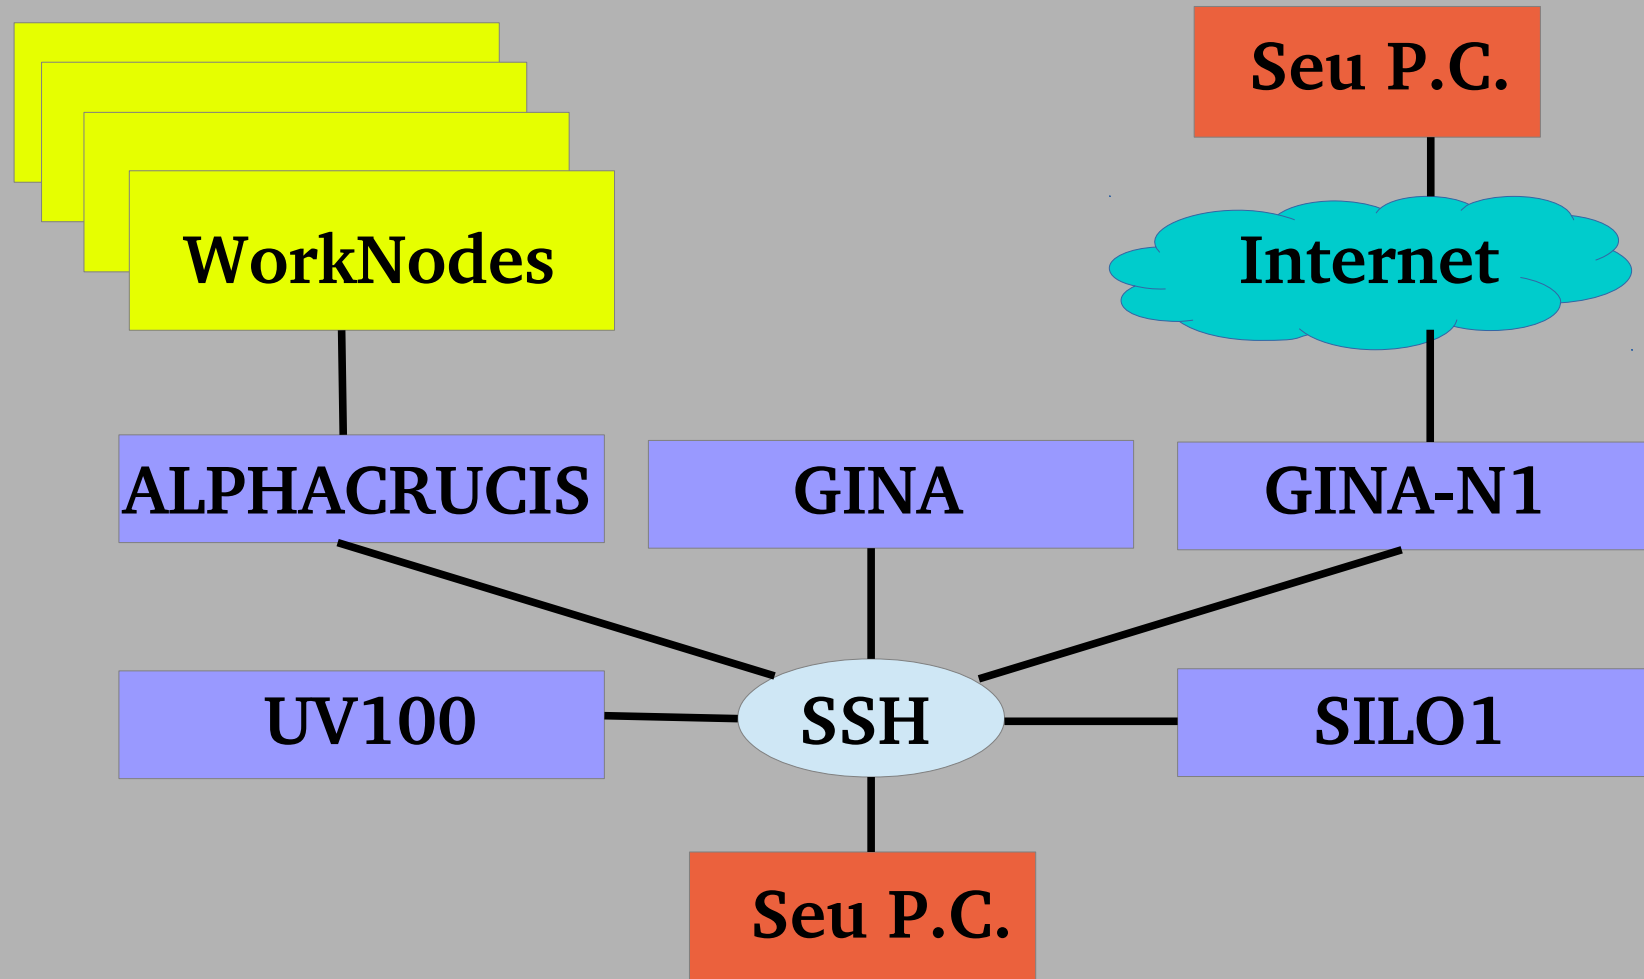 Seu P.C.
WorkNodes
Internet
ALPHACRUCIS
GINA
GINA-N1
UV100
SSH
SILO1
Seu P.C.